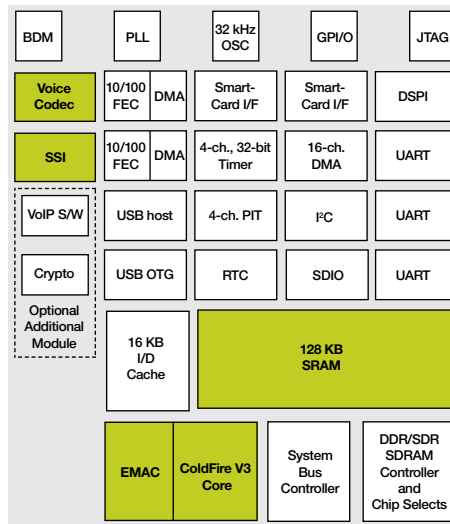 BDM
PLL
32 kHz
OSC
GPI/O
JTAG
Voice
Codec
10/100
FEC
DMA
Smart-
Card I/F
Smart-
Card I/F
DSPI
SSI
10/100
FEC
DMA
4-ch., 32-bit
Timer
16-ch.
DMA
UART
VoIP S/W
USB host
4-ch. PIT
I²C
UART
Crypto
USB OTG
RTC
SDIO
UART
Optional
Additional
Module
16 KB
I/D
Cache
128 KB
SRAM
EMAC
ColdFire V3
Core
System
Bus
Controller
DDR/SDR
SDRAM
Controller
and
Chip Selects